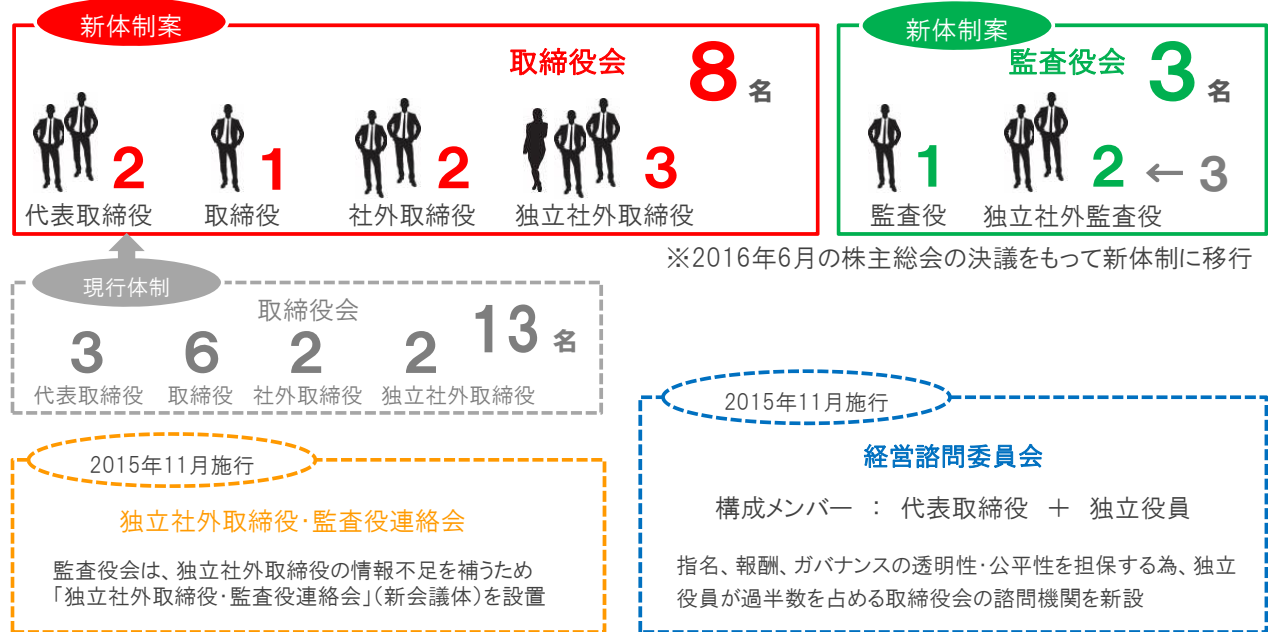 新体制案
取締役会 8 名
2 1 2 3
代表取締役 取締役 社外取締役 独立社外取締役
新体制案
監査役会 3 名
1 2 ← 3
監査役 独立社外監査役
※2016年6月の株主総会の決議をもって新体制に移行
現行体制
取締役会 13 名
3 6 2 2
代表取締役 取締役 社外取締役 独立社外取締役
2015年11月施行
独立社外取締役・監査役連絡会
監査役会は、独立社外取締役の情報不足を補うため
「独立社外取締役・監査役連絡会」(新会議体)を設置
2015年11月施行
経営諮問委員会
構成メンバー : 代表取締役 + 独立役員
指名、報酬、ガバナンスの透明性・公平性を担保する為、独立
役員が過半数を占める取締役会の諮問機関を新設